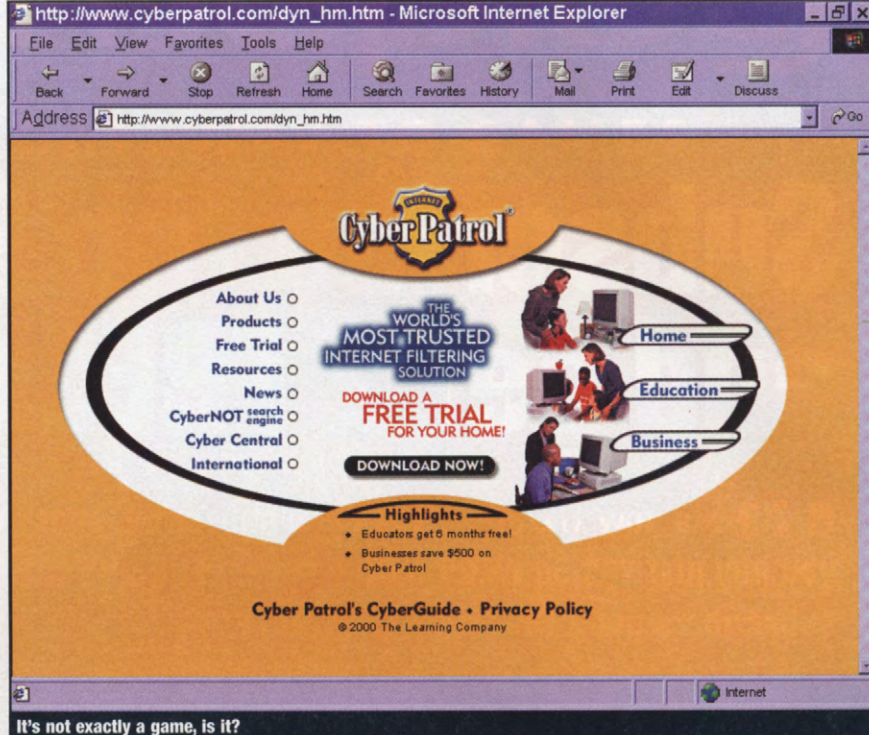 http://www.cyberpatrol.com/dyn_hm.htm - Microsoft Internet Explorer
File Edit View Favorites Tools Help
Back Forward Stop Refresh Home Search Favorites History Mail Print Edit Discuss
Address http://www.cyberpatrol.com/dyn_hm.htm Go
INTERNET
CyberPatrol®
About Us
Products
Free Trial
Resources
News
CyberNOT search engine
Cyber Central
International
THE
WORLD'S
MOST TRUSTED
INTERNET FILTERING
SOLUTION
DOWNLOAD A
FREE TRIAL
FOR YOUR HOME!
DOWNLOAD NOW!
Home
Education
Business
Highlights
• Educators get 6 months free!
• Businesses save $500 on
Cyber Patrol
Cyber Patrol's CyberGuide • Privacy Policy
© 2000 The Learning Company
Internet
It's not exactly a game, is it?